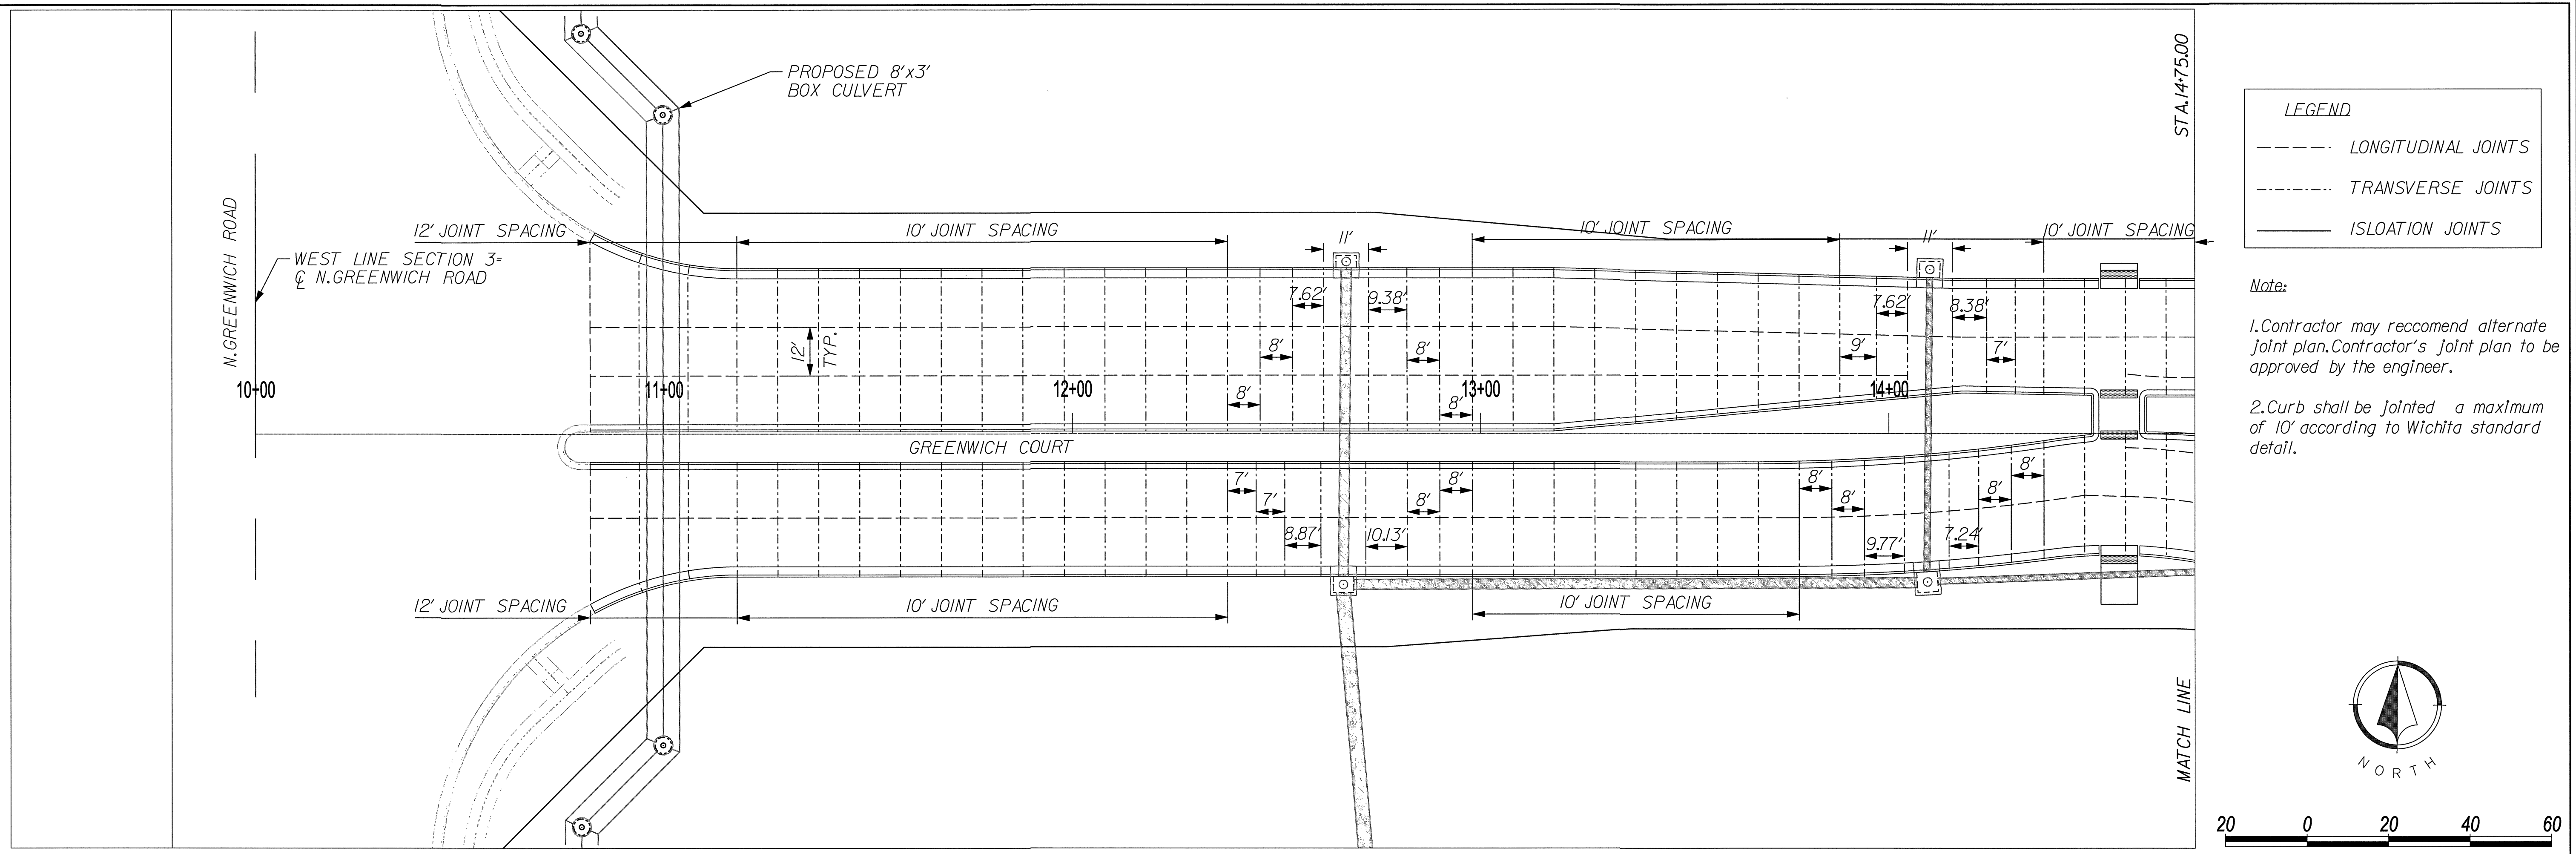 PROPOSED 8'x3'
BOX CULVERT
STA.14+75.00
LEGEND
LONGITUDINAL JOINTS
TRANSVERSE JOINTS
ISLOATION JOINTS
N.GREENWICH ROAD
WEST LINE SECTION 3=
℄ N.GREENWICH ROAD
12' JOINT SPACING
10' JOINT SPACING
11'
10' JOINT SPACING
11'
10' JOINT SPACING
7.62'
9.38'
7.62'
8.38'
12'
TYP.
8'
8'
9'
7'
8'
8'
10+00
11+00
12+00
13+00
14+00
GREENWICH COURT
7'
7'
8'
8'
8.87'
10.13'
8'
8'
8'
8'
9.77'
7.24'
12' JOINT SPACING
10' JOINT SPACING
10' JOINT SPACING
MATCH LINE
Note:
1.Contractor may reccomend alternate
joint plan.Contractor's joint plan to be
approved by the engineer.
2.Curb shall be jointed a maximum
of 10' according to Wichita standard
detail.
NORTH
20 0 20 40 60